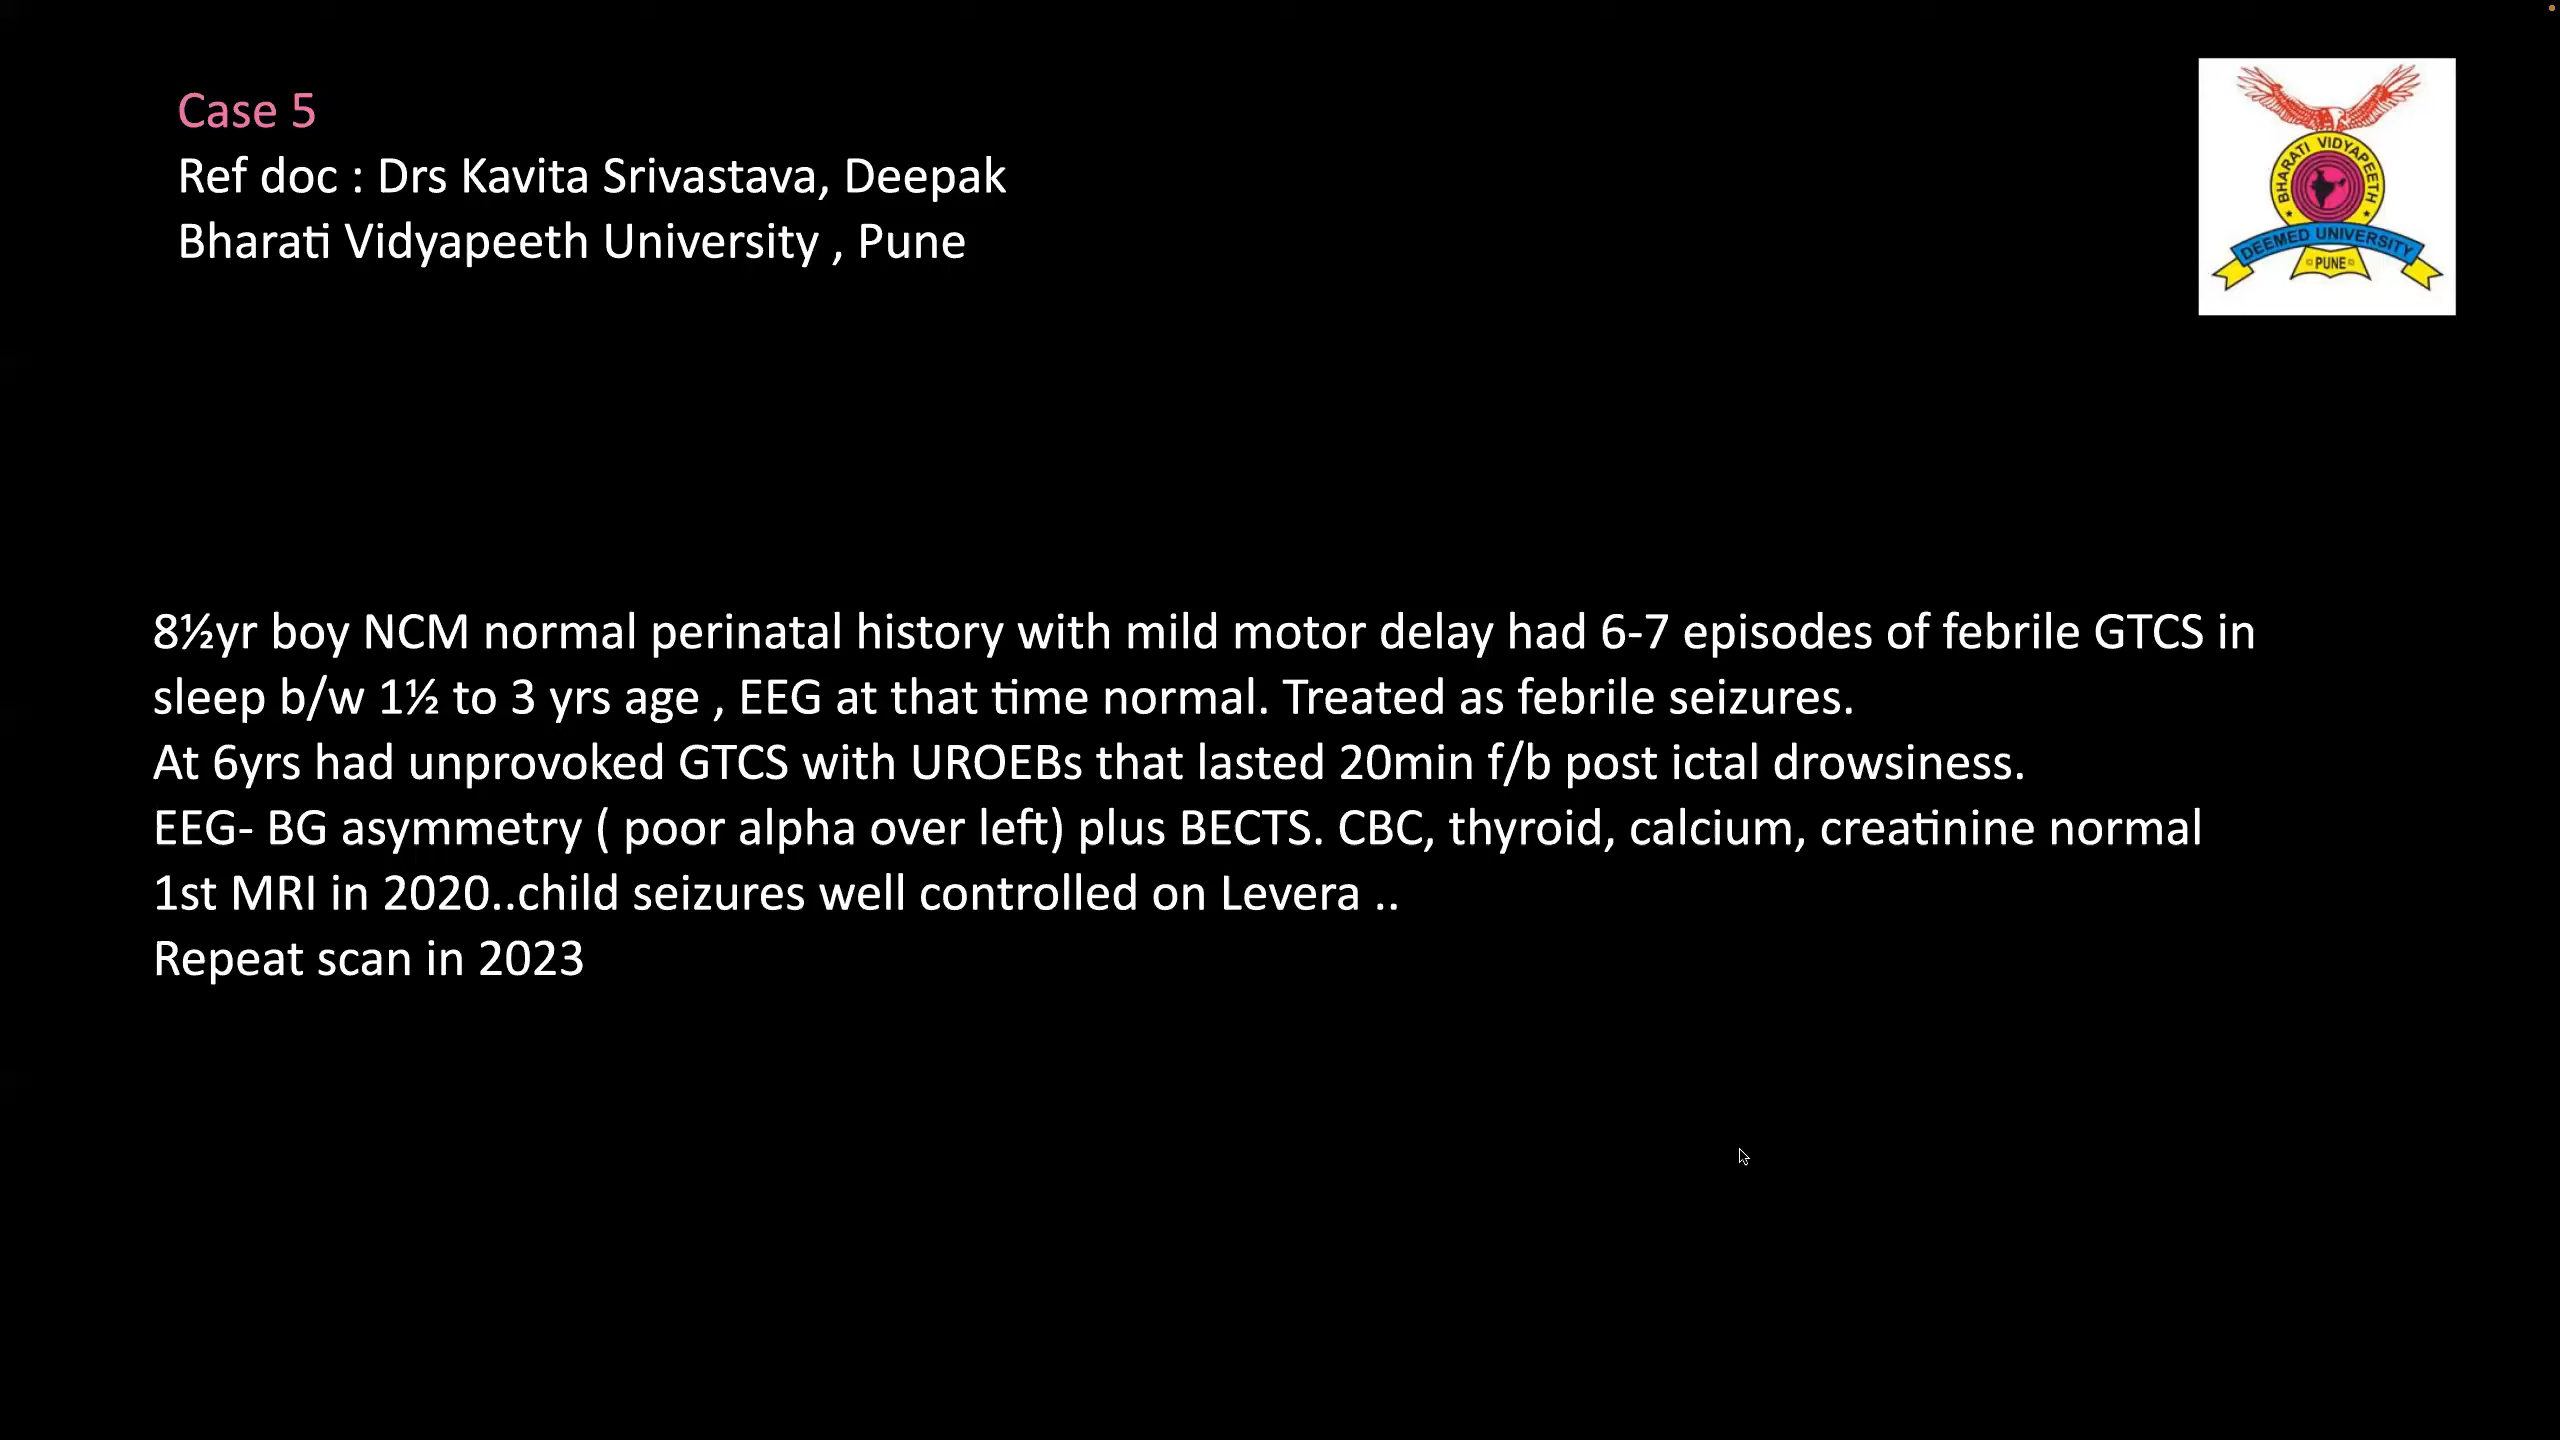 Case 5
Ref doc : Drs Kavita Srivastava, Deepak
Bharati Vidyapeeth University , Pune
BHARATI VIDYAPEETH
DEEMED UNIVERSITY
PUNE
8½yr boy NCM normal perinatal history with mild motor delay had 6-7 episodes of febrile GTCS in
sleep b/w 1½ to 3 yrs age , EEG at that time normal. Treated as febrile seizures.
At 6yrs had unprovoked GTCS with UROEBs that lasted 20min f/b post ictal drowsiness.
EEG- BG asymmetry ( poor alpha over left) plus BECTS. CBC, thyroid, calcium, creatinine normal
1st MRI in 2020..child seizures well controlled on Levera ..
Repeat scan in 2023